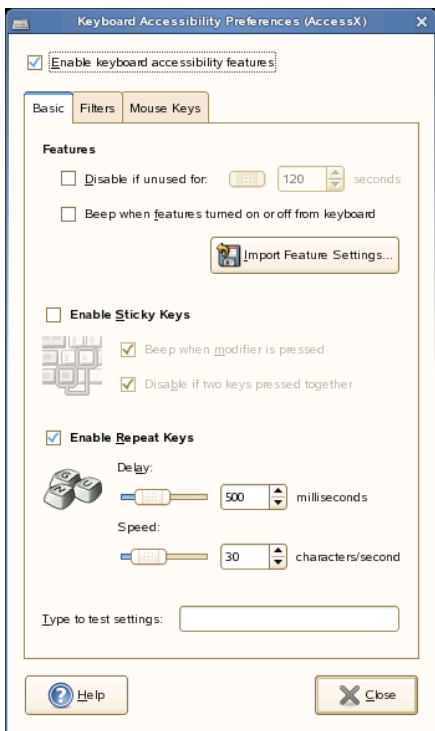 Keyboard Accessibility Preferences (AccessX)
Enable keyboard accessibility features
Basic Filters Mouse Keys
Features
Disable if unused for: 120 seconds
Beep when features turned on or off from keyboard
Import Feature Settings...
Enable Sticky Keys
Beep when modifier is pressed
Disable if two keys pressed together
Enable Repeat Keys
Delay:
500 milliseconds
Speed:
30 characters/second
Type to test settings:
Help Close